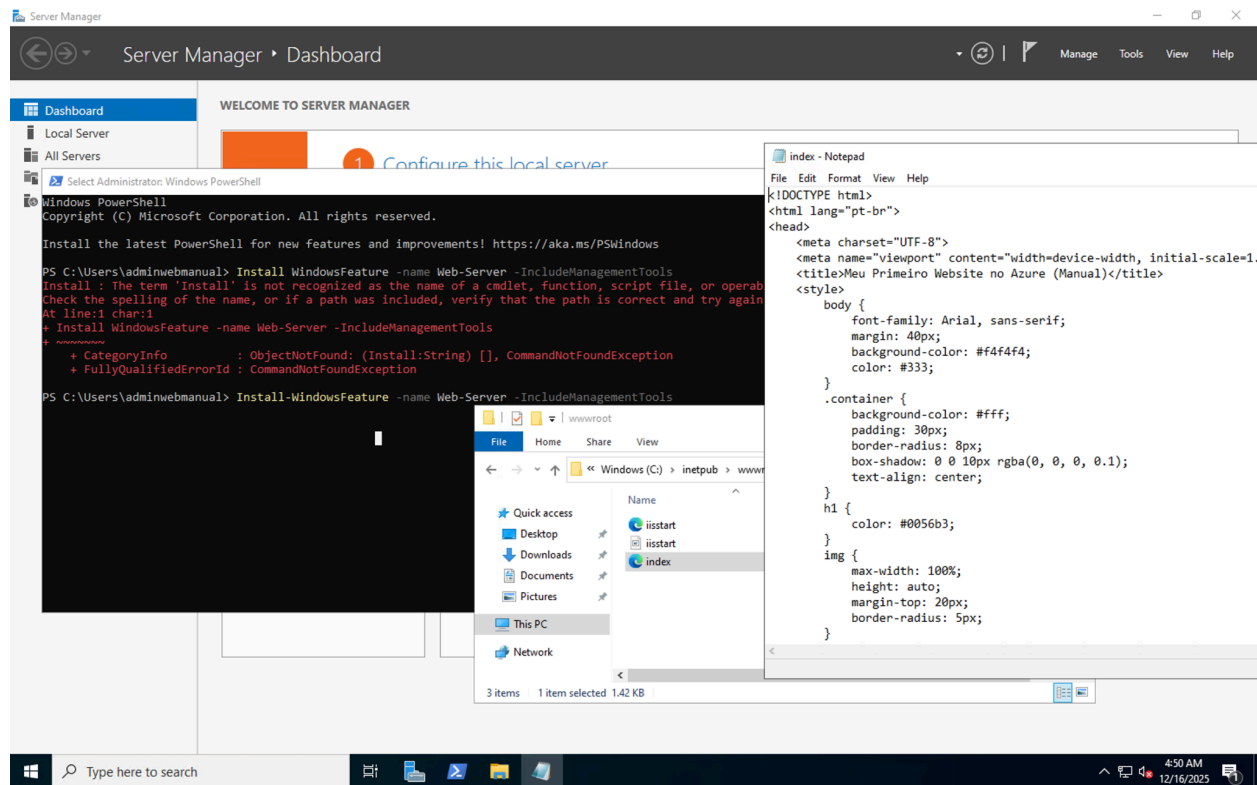 Server Manager
Server Manager • Dashboard
Manage
Tools
View
Help
Dashboard
Local Server
All Servers
WELCOME TO SERVER MANAGER
1 Configure this local server
Select Administrator: Windows PowerShell
Windows PowerShell
Copyright (C) Microsoft Corporation. All rights reserved.
Install the latest PowerShell for new features and improvements! https://aka.ms/PSWindows
PS C:\Users\adminwebmanual> Install WindowsFeature -name Web-Server -IncludeManagementTools
Install : The term 'Install' is not recognized as the name of a cmdlet, function, script file, or operab
Check the spelling of the name, or if a path was included, verify that the path is correct and try again
At line:1 char:1
+ Install WindowsFeature -name Web-Server -IncludeManagementTools
+ ~~~~~~~
+ CategoryInfo : ObjectNotFound: (Install:String) [], CommandNotFoundException
+ FullyQualifiedErrorId : CommandNotFoundException
PS C:\Users\adminwebmanual> Install-WindowsFeature -name Web-Server -IncludeManagementTools
wwwroot
File Home Share View
« Windows (C:) › inetpub › wwwr
Quick access
Desktop
Downloads
Documents
Pictures
This PC
Network
Name
iisstart
iisstart
index
3 items 1 item selected 1.42 KB
index - Notepad
File Edit Format View Help
<!DOCTYPE html>
<html lang="pt-br">
<head>
<meta charset="UTF-8">
<meta name="viewport" content="width=device-width, initial-scale=1.
<title>Meu Primeiro Website no Azure (Manual)</title>
<style>
body {
font-family: Arial, sans-serif;
margin: 40px;
background-color: #f4f4f4;
color: #333;
}
.container {
background-color: #fff;
padding: 30px;
border-radius: 8px;
box-shadow: 0 0 10px rgba(0, 0, 0, 0.1);
text-align: center;
}
h1 {
color: #0056b3;
}
img {
max-width: 100%;
height: auto;
margin-top: 20px;
border-radius: 5px;
}
Type here to search
4:50 AM
12/16/2025
1